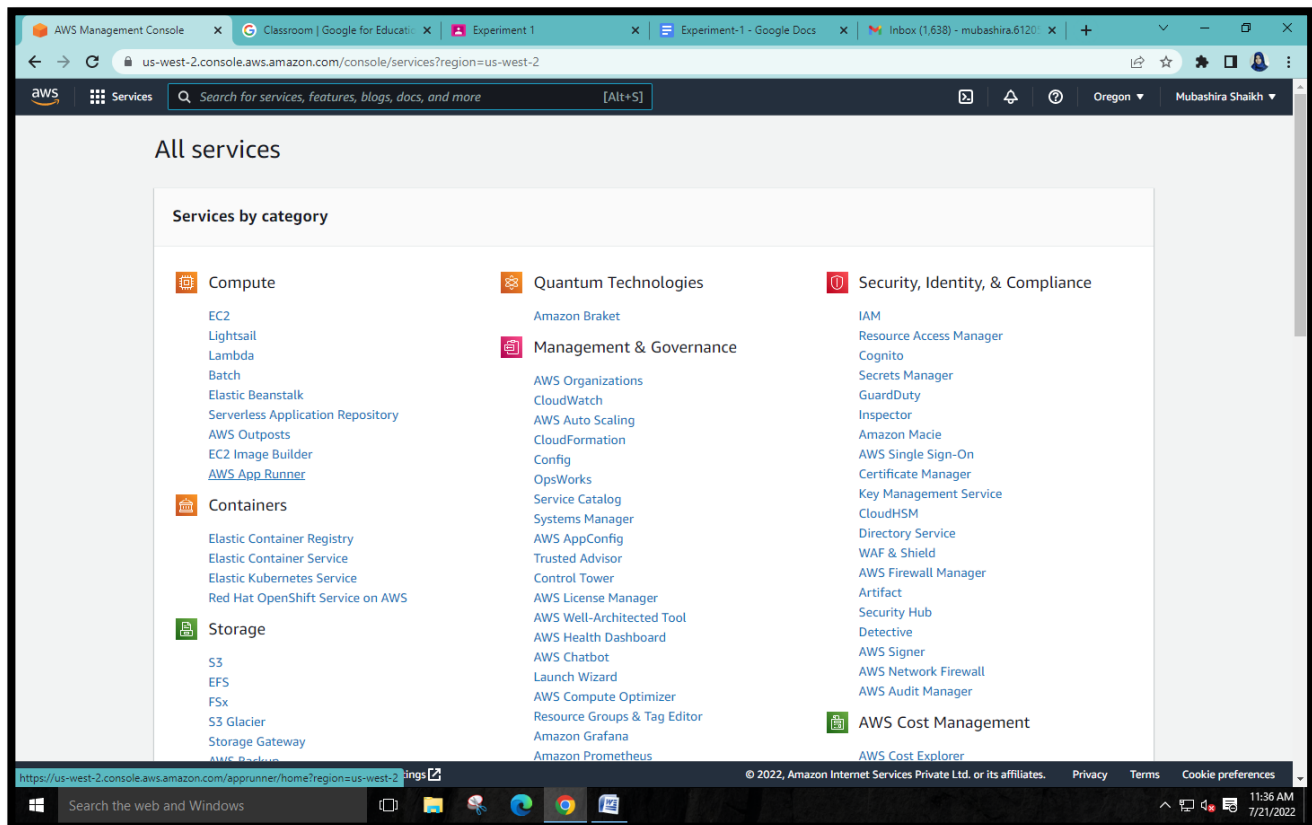 AWS Management Console
Classroom | Google for Educatio
Experiment 1
Experiment-1 - Google Docs
Inbox (1,638) - mubashira.6120
us-west-2.console.aws.amazon.com/console/services?region=us-west-2
aws
Services
Search for services, features, blogs, docs, and more
[Alt+S]
Oregon
Mubashira Shaikh
All services
Services by category
Compute
EC2
Lightsail
Lambda
Batch
Elastic Beanstalk
Serverless Application Repository
AWS Outposts
EC2 Image Builder
AWS App Runner
Containers
Elastic Container Registry
Elastic Container Service
Elastic Kubernetes Service
Red Hat OpenShift Service on AWS
Storage
S3
EFS
FSx
S3 Glacier
Storage Gateway
AWS Backup
Quantum Technologies
Amazon Braket
Management & Governance
AWS Organizations
CloudWatch
AWS Auto Scaling
CloudFormation
Config
OpsWorks
Service Catalog
Systems Manager
AWS AppConfig
Trusted Advisor
Control Tower
AWS License Manager
AWS Well-Architected Tool
AWS Health Dashboard
AWS Chatbot
Launch Wizard
AWS Compute Optimizer
Resource Groups & Tag Editor
Amazon Grafana
Amazon Prometheus
Security, Identity, & Compliance
IAM
Resource Access Manager
Cognito
Secrets Manager
GuardDuty
Inspector
Amazon Macie
AWS Single Sign-On
Certificate Manager
Key Management Service
CloudHSM
Directory Service
WAF & Shield
AWS Firewall Manager
Artifact
Security Hub
Detective
AWS Signer
AWS Network Firewall
AWS Audit Manager
AWS Cost Management
AWS Cost Explorer
https://us-west-2.console.aws.amazon.com/apprunner/home?region=us-west-2
ings
© 2022, Amazon Internet Services Private Ltd. or its affiliates.
Privacy
Terms
Cookie preferences
Search the web and Windows
11:36 AM
7/21/2022